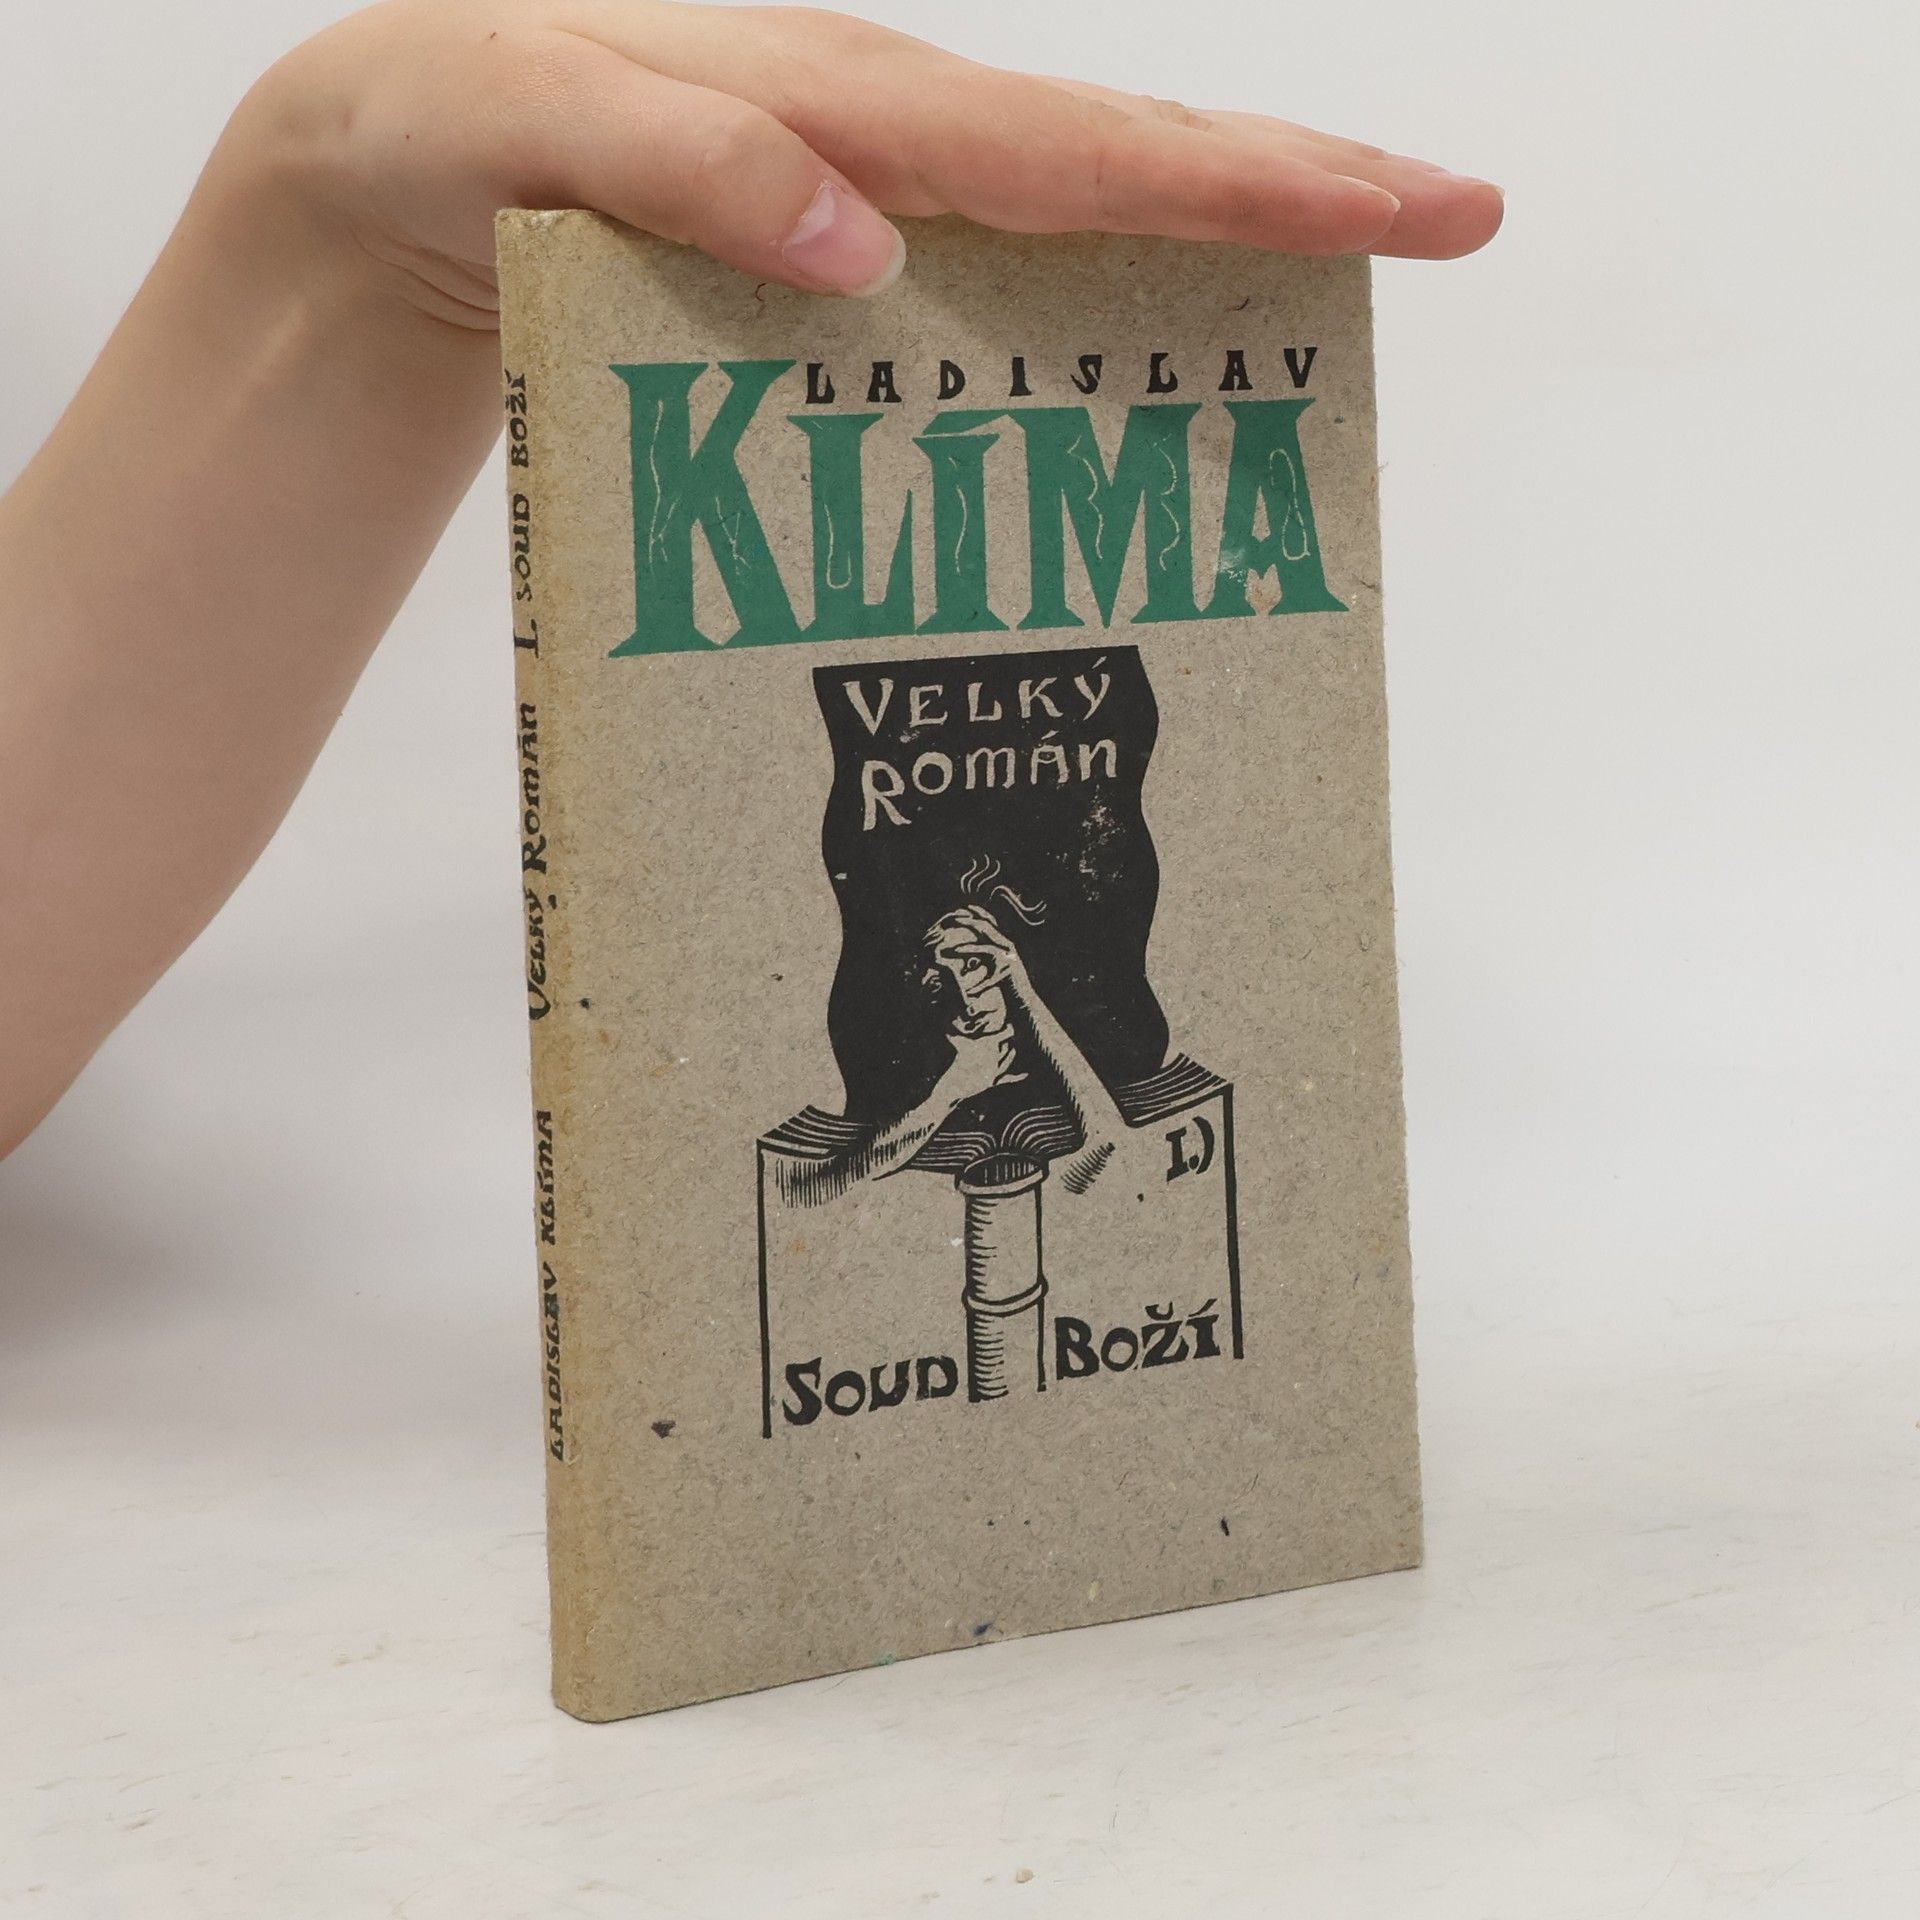 LADISLAV
KLÍMA
VELKÝ
ROMÁN
I.)
SOUD BOŽÍ
LADISLAV KLÍMA VELKÝ ROMÁN I. SOUD BOŽÍ